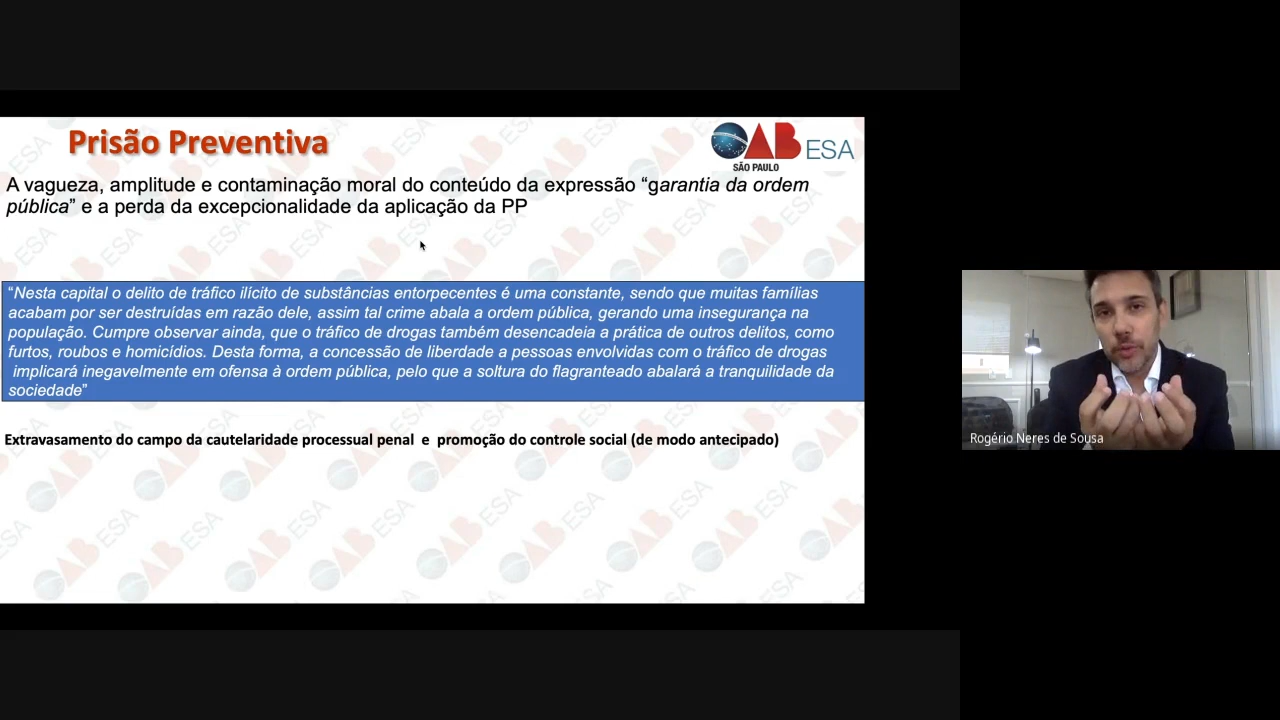 Prisão Preventiva
OAB ESA
SÃO PAULO
A vagueza, amplitude e contaminação moral do conteúdo da expressão “garantia da ordem
pública” e a perda da excepcionalidade da aplicação da PP
“Nesta capital o delito de tráfico ilícito de substâncias entorpecentes é uma constante, sendo que muitas famílias
acabam por ser destruídas em razão dele, assim tal crime abala a ordem pública, gerando uma insegurança na
população. Cumpre observar ainda, que o tráfico de drogas também desencadeia a prática de outros delitos, como
furtos, roubos e homicídios. Desta forma, a concessão de liberdade a pessoas envolvidas com o tráfico de drogas
implicará inegavelmente em ofensa à ordem pública, pelo que a soltura do flagranteado abalará a tranquilidade da
sociedade”
Extravasamento do campo da cautelaridade processual penal e promoção do controle social (de modo antecipado)
Rogério Neres de Sousa